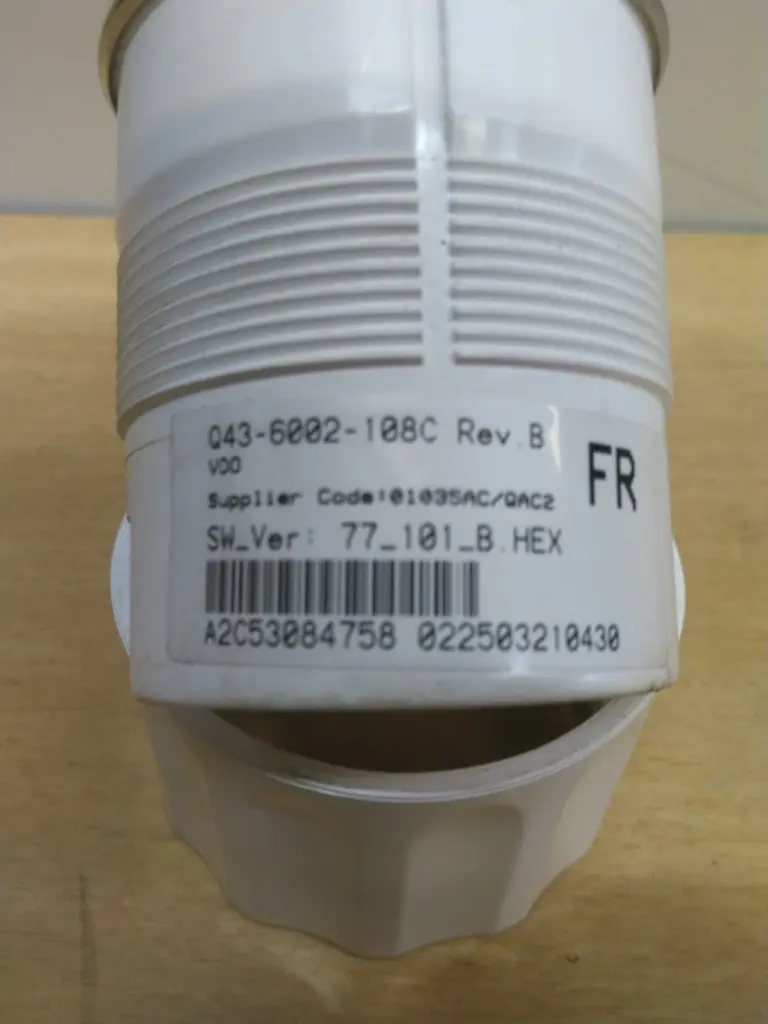 Q43-6002-108C Rev.B
VDO
FR
Supplier Code:01035AC/QAC2
SW_Ver: 77_101_B.HEX
A2C53084758 022503210430